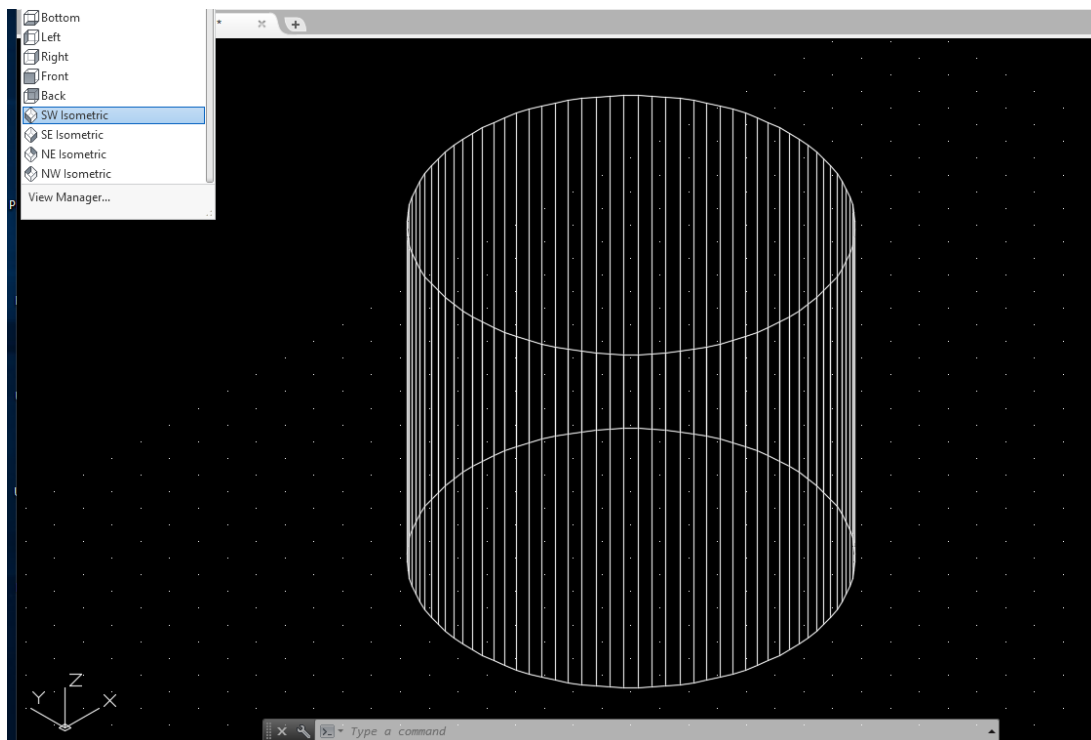 Bottom
Left
Right
Front
Back
SW Isometric
SE Isometric
NE Isometric
NW Isometric
View Manager...
*
P
Z
Y
X
Type a command